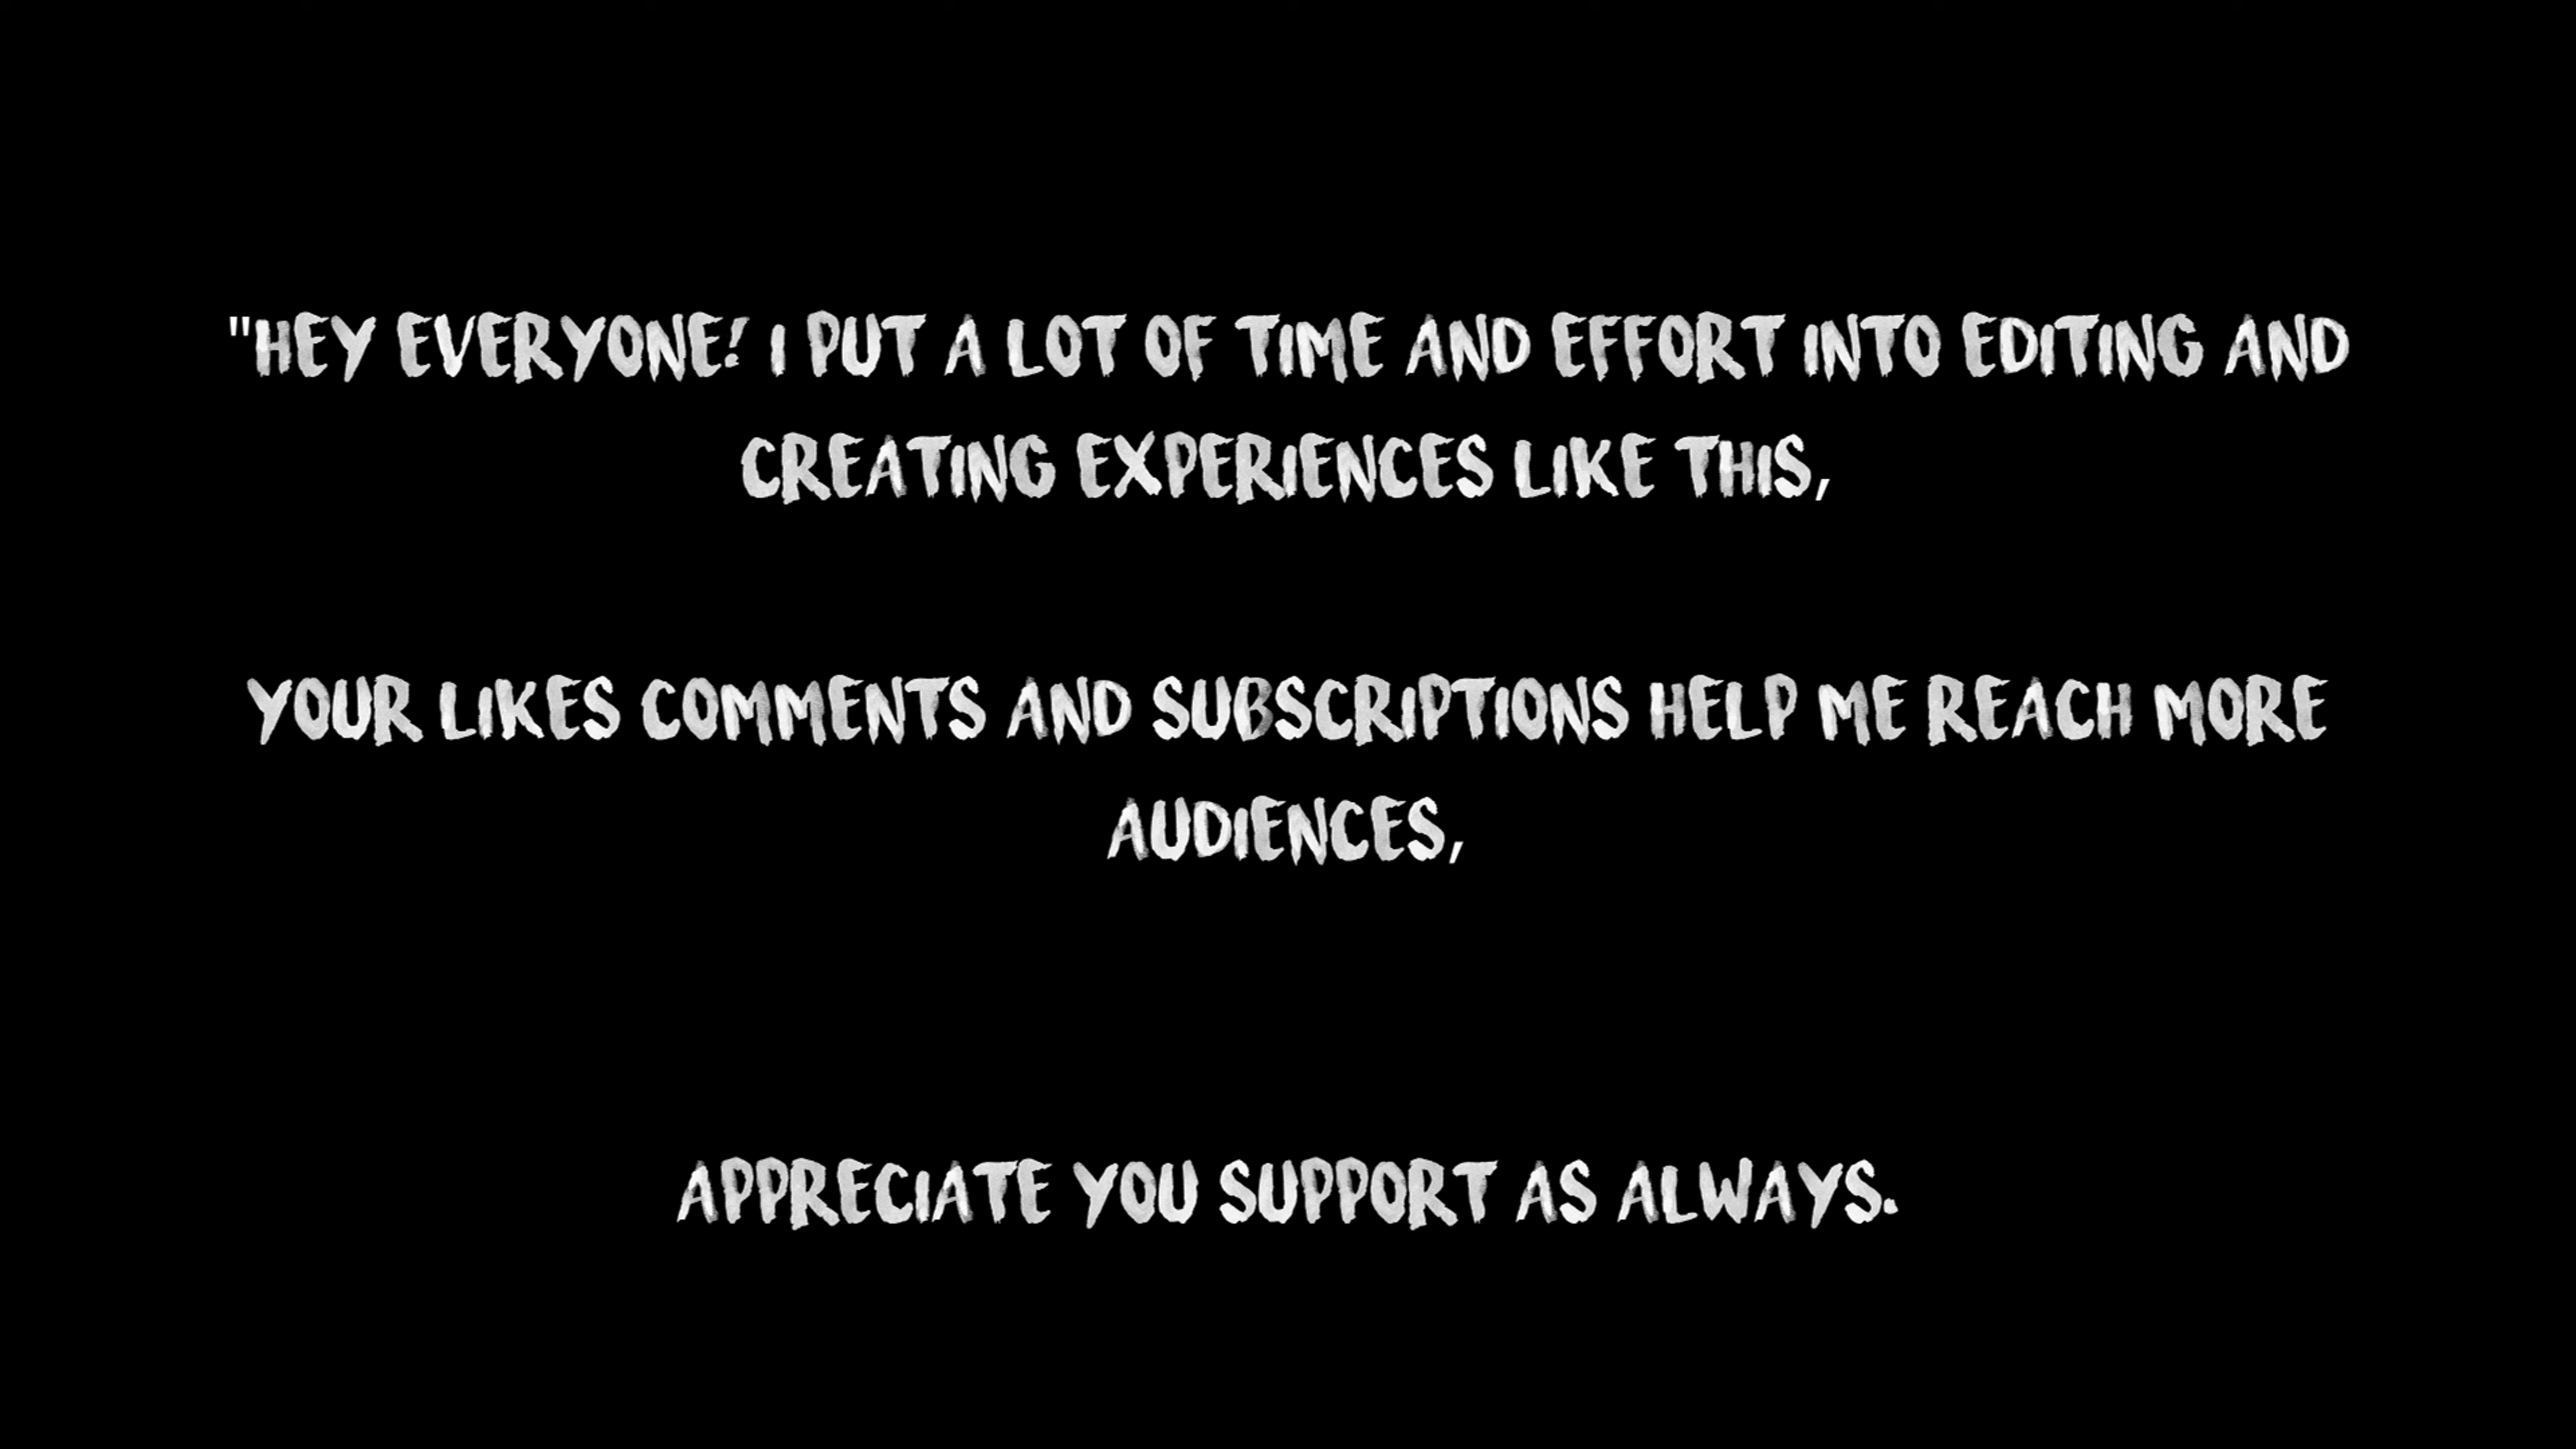 "HEY EVERYONE! I PUT A LOT OF TIME AND EFFORT INTO EDITING AND
CREATING EXPERIENCES LIKE THIS,
YOUR LIKES COMMENTS AND SUBSCRIPTIONS HELP ME REACH MORE
AUDIENCES,
APPRECIATE YOU SUPPORT AS ALWAYS.